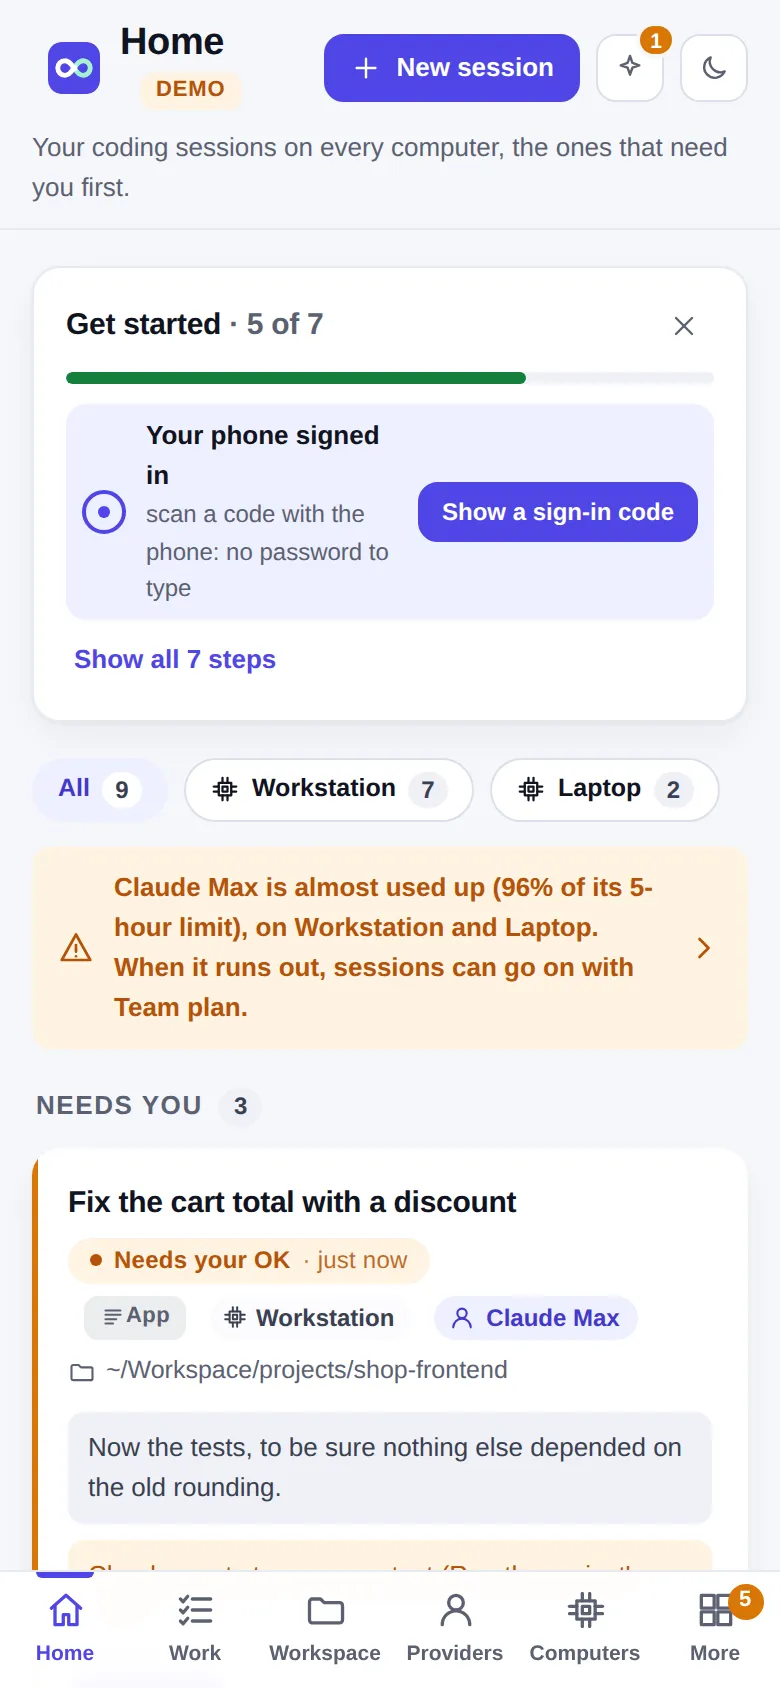 Home
DEMO
New session
1
Your coding sessions on every computer, the ones that need
you first.
Get started · 5 of 7
Your phone signed
in
scan a code with the
phone: no password to
type
Show a sign-in code
Show all 7 steps
All 9
Workstation 7
Laptop 2
Claude Max is almost used up (96% of its 5-
hour limit), on Workstation and Laptop.
When it runs out, sessions can go on with
Team plan.
NEEDS YOU 3
Fix the cart total with a discount
Needs your OK · just now
App
Workstation
Claude Max
~/Workspace/projects/shop-frontend
Now the tests, to be sure nothing else depended on
the old rounding.
Home
Work
Workspace
Providers
Computers
More
5